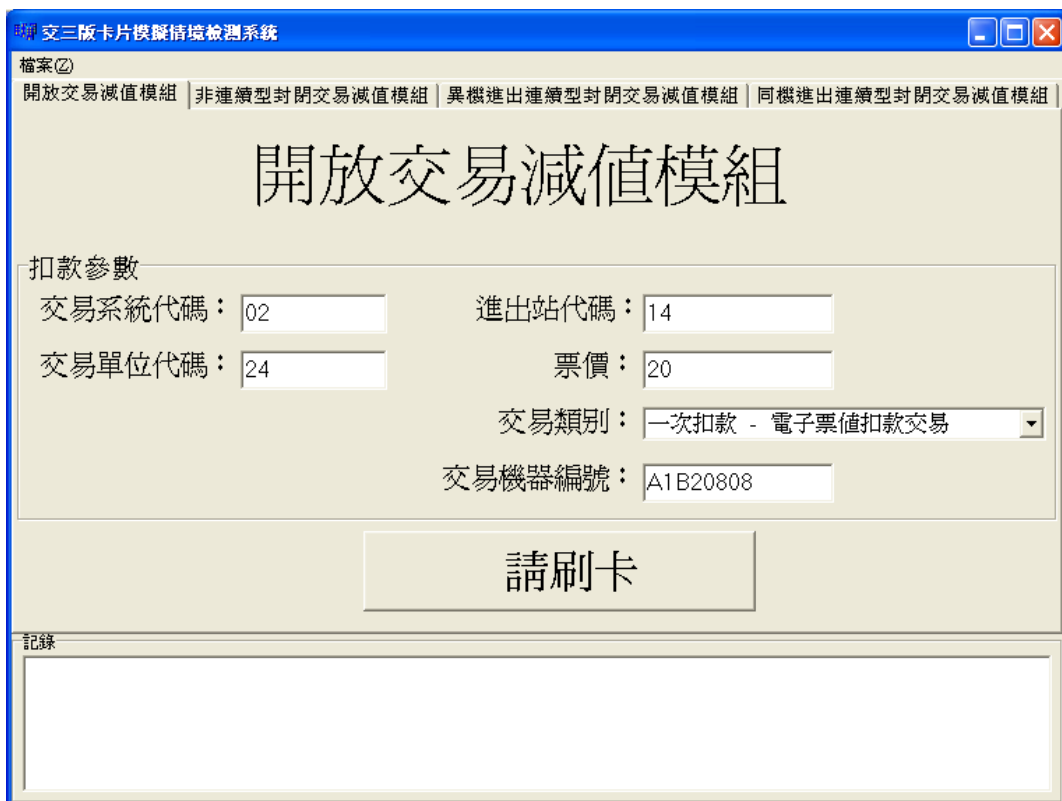 交三版卡片模擬情境檢測系統
檔案(Z)
開放交易減值模組 非連續型封閉交易減值模組 異機進出連續型封閉交易減值模組 同機進出連續型封閉交易減值模組
開放交易減值模組
扣款參數
交易系統代碼： 02 進出站代碼： 14
交易單位代碼： 24 票價： 20
交易類別： 一次扣款 - 電子票值扣款交易
交易機器編號： A1B20808
請刷卡
記錄